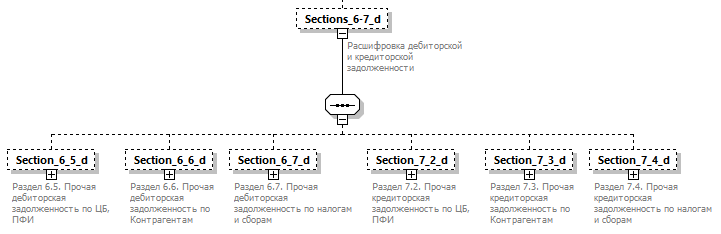 Sections_6-7_d
Расшифровка дебиторской
и кредиторской
задолженности
Section_6_5_d
Раздел 6.5. Прочая
дебиторская
задолженность по ЦБ,
ПФИ
Section_6_6_d
Раздел 6.6. Прочая
дебиторская
задолженность по
Контрагентам
Section_6_7_d
Раздел 6.7. Прочая
дебиторская
задолженность по налогам
и сборам
Section_7_2_d
Раздел 7.2. Прочая
кредиторская
задолженность по ЦБ,
ПФИ
Section_7_3_d
Раздел 7.3. Прочая
кредиторская
задолженность по
Контрагентам
Section_7_4_d
Раздел 7.4. Прочая
кредиторская
задолженность по налогам
и сборам